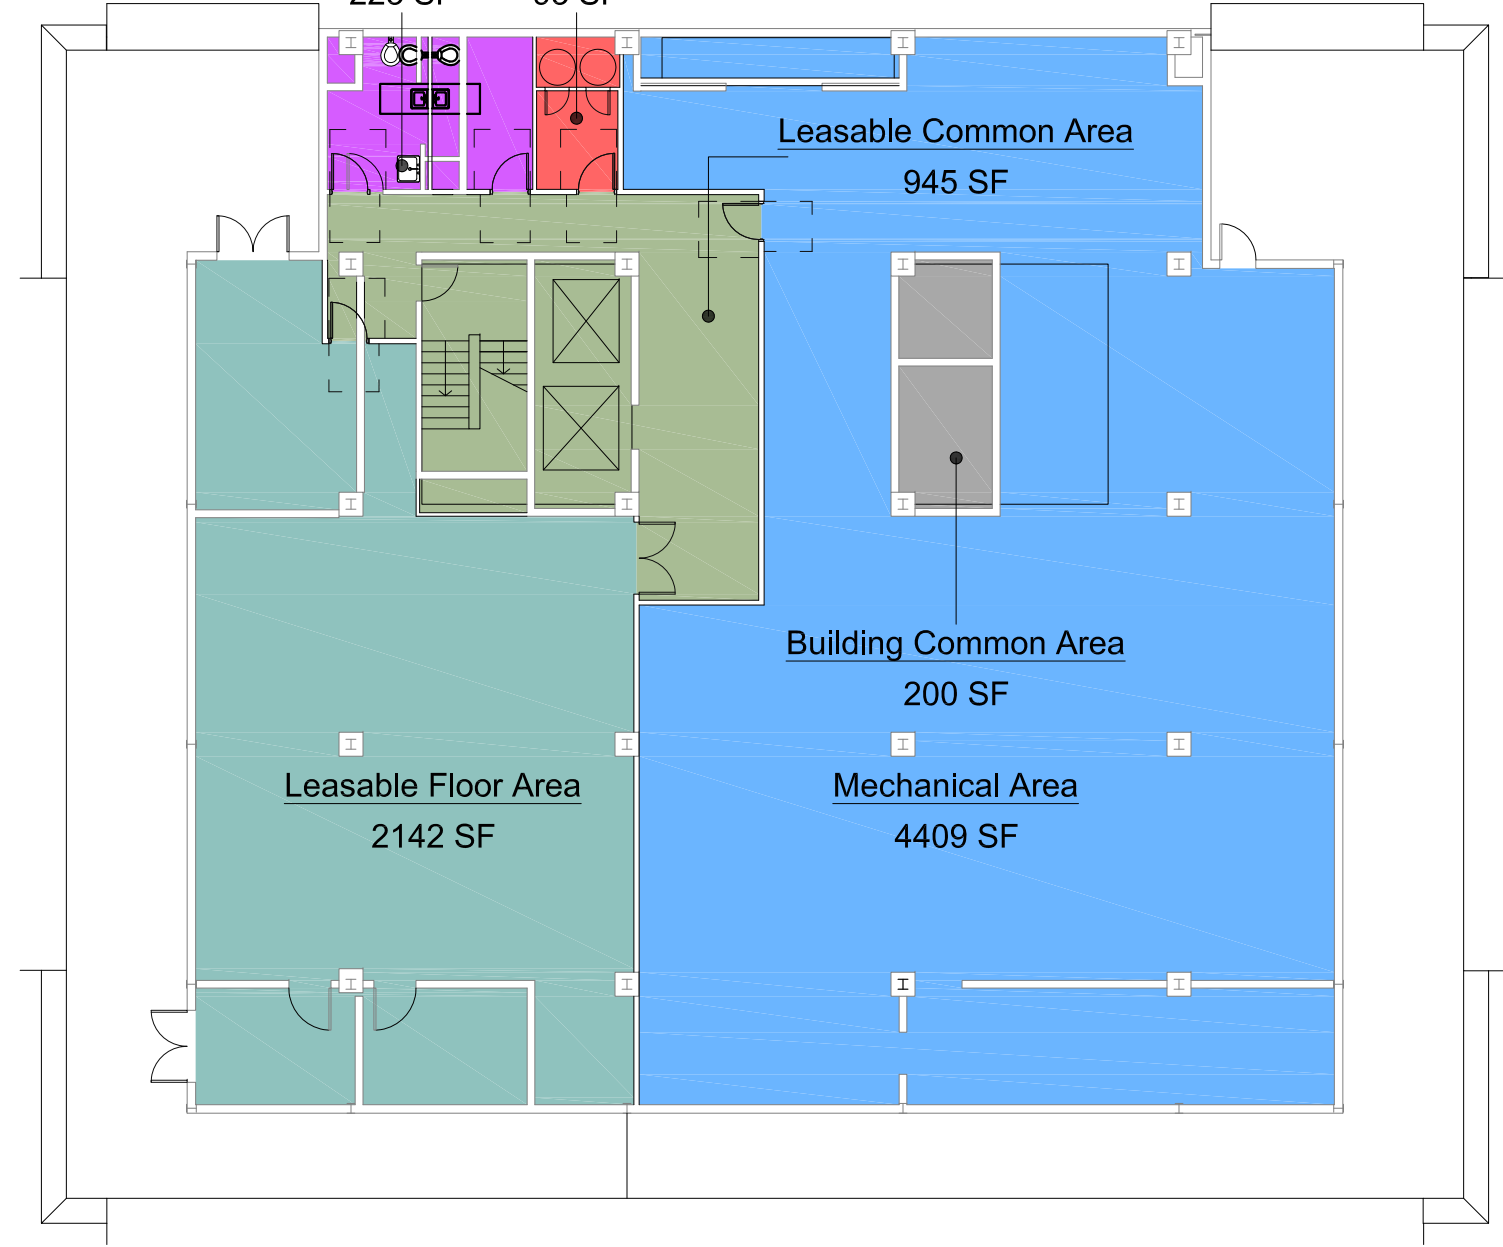 Leasable Common Area
945 SF
Building Common Area
200 SF
Leasable Floor Area
2142 SF
Mechanical Area
4409 SF